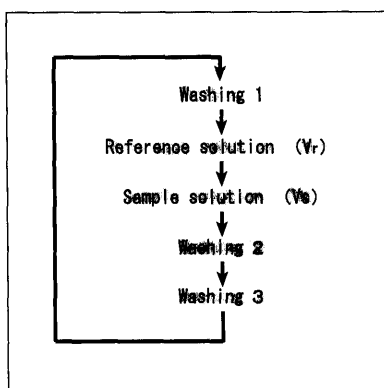 Washing 1
Reference solution (Vr)
Sample solution (Vs)
Washing 2
Washing 3